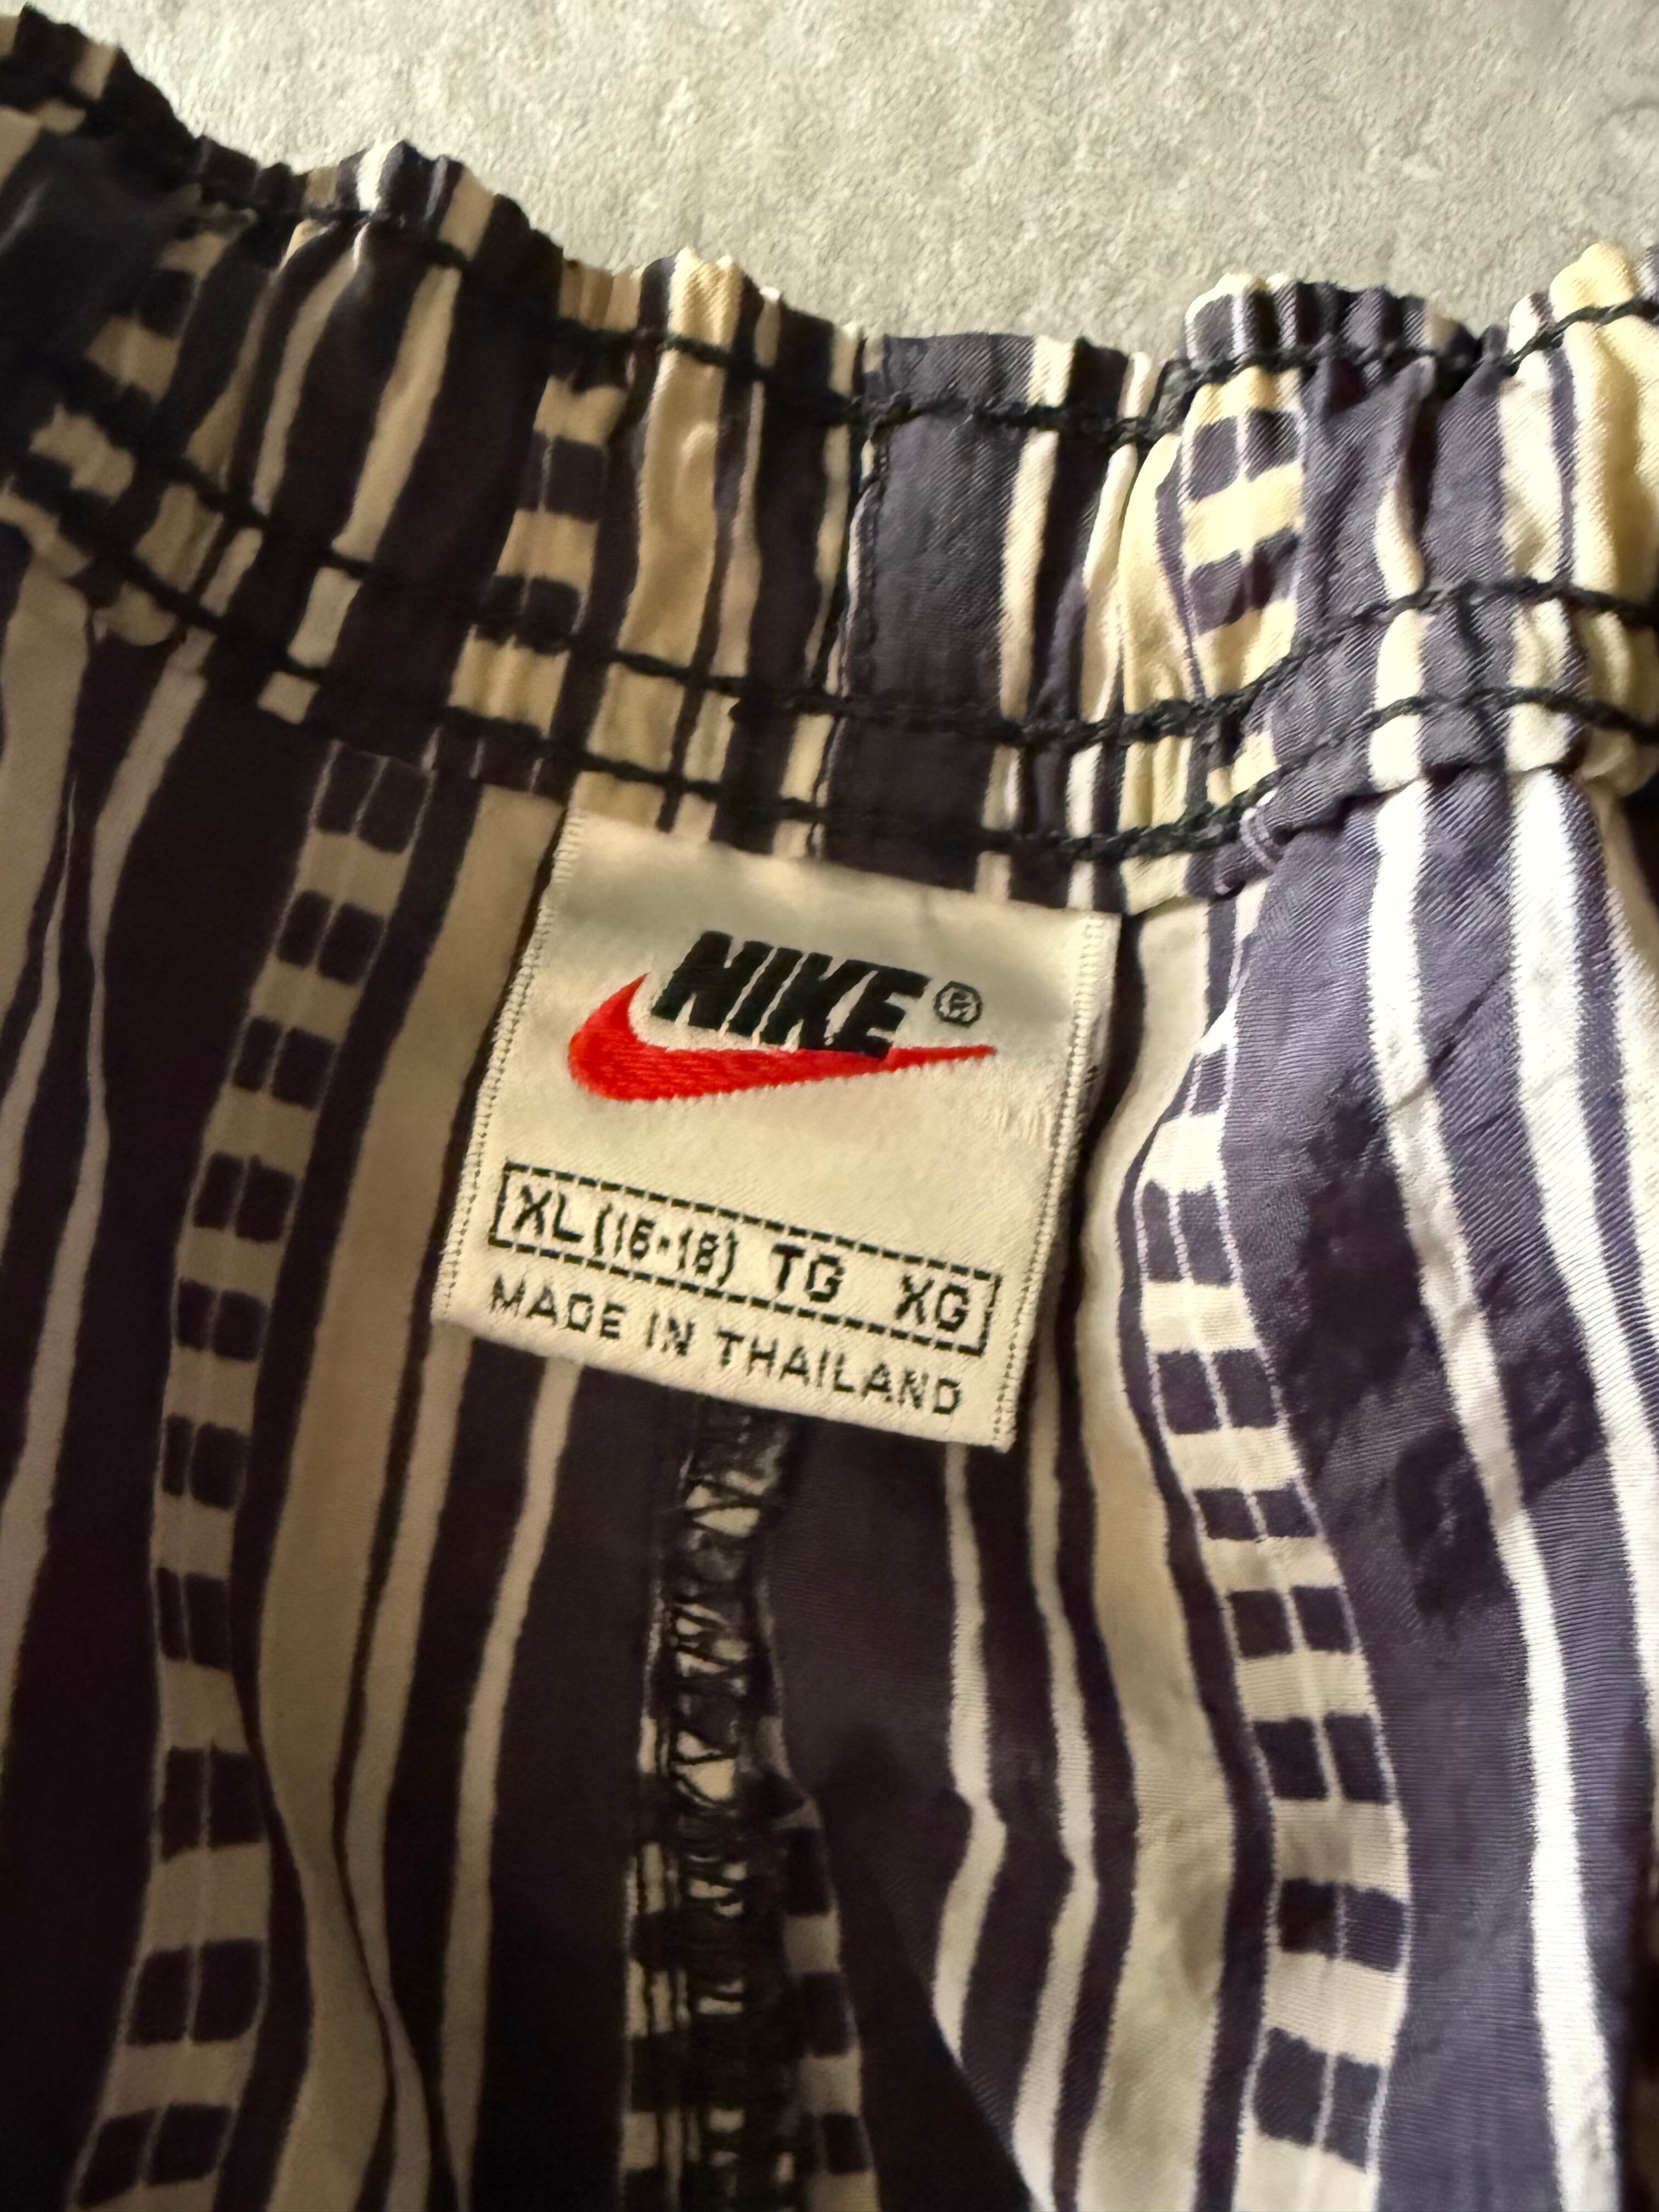 NIKE®
XL(16-18) TG XG
MADE IN THAILAND